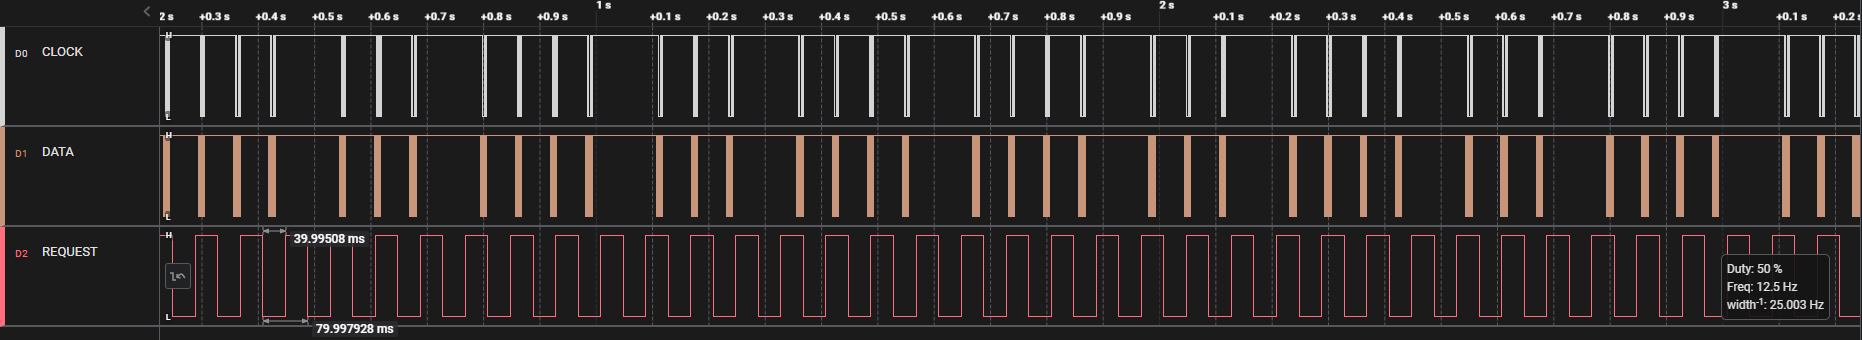 1 s 2 s 3 s
2 s +0.3 s +0.4 s +0.5 s +0.6 s +0.7 s +0.8 s +0.9 s +0.1 s +0.2 s +0.3 s +0.4 s +0.5 s +0.6 s +0.7 s +0.8 s +0.9 s +0.1 s +0.2 s +0.3 s +0.4 s +0.5 s +0.6 s +0.7 s +0.8 s +0.9 s +0.1 s +0.2 s
H
D0 CLOCK
L
H
D1 DATA
L
H
39.99508 ms
D2 REQUEST
Duty: 50 %
Freq: 12.5 Hz
width-1: 25.003 Hz
L
79.997928 ms